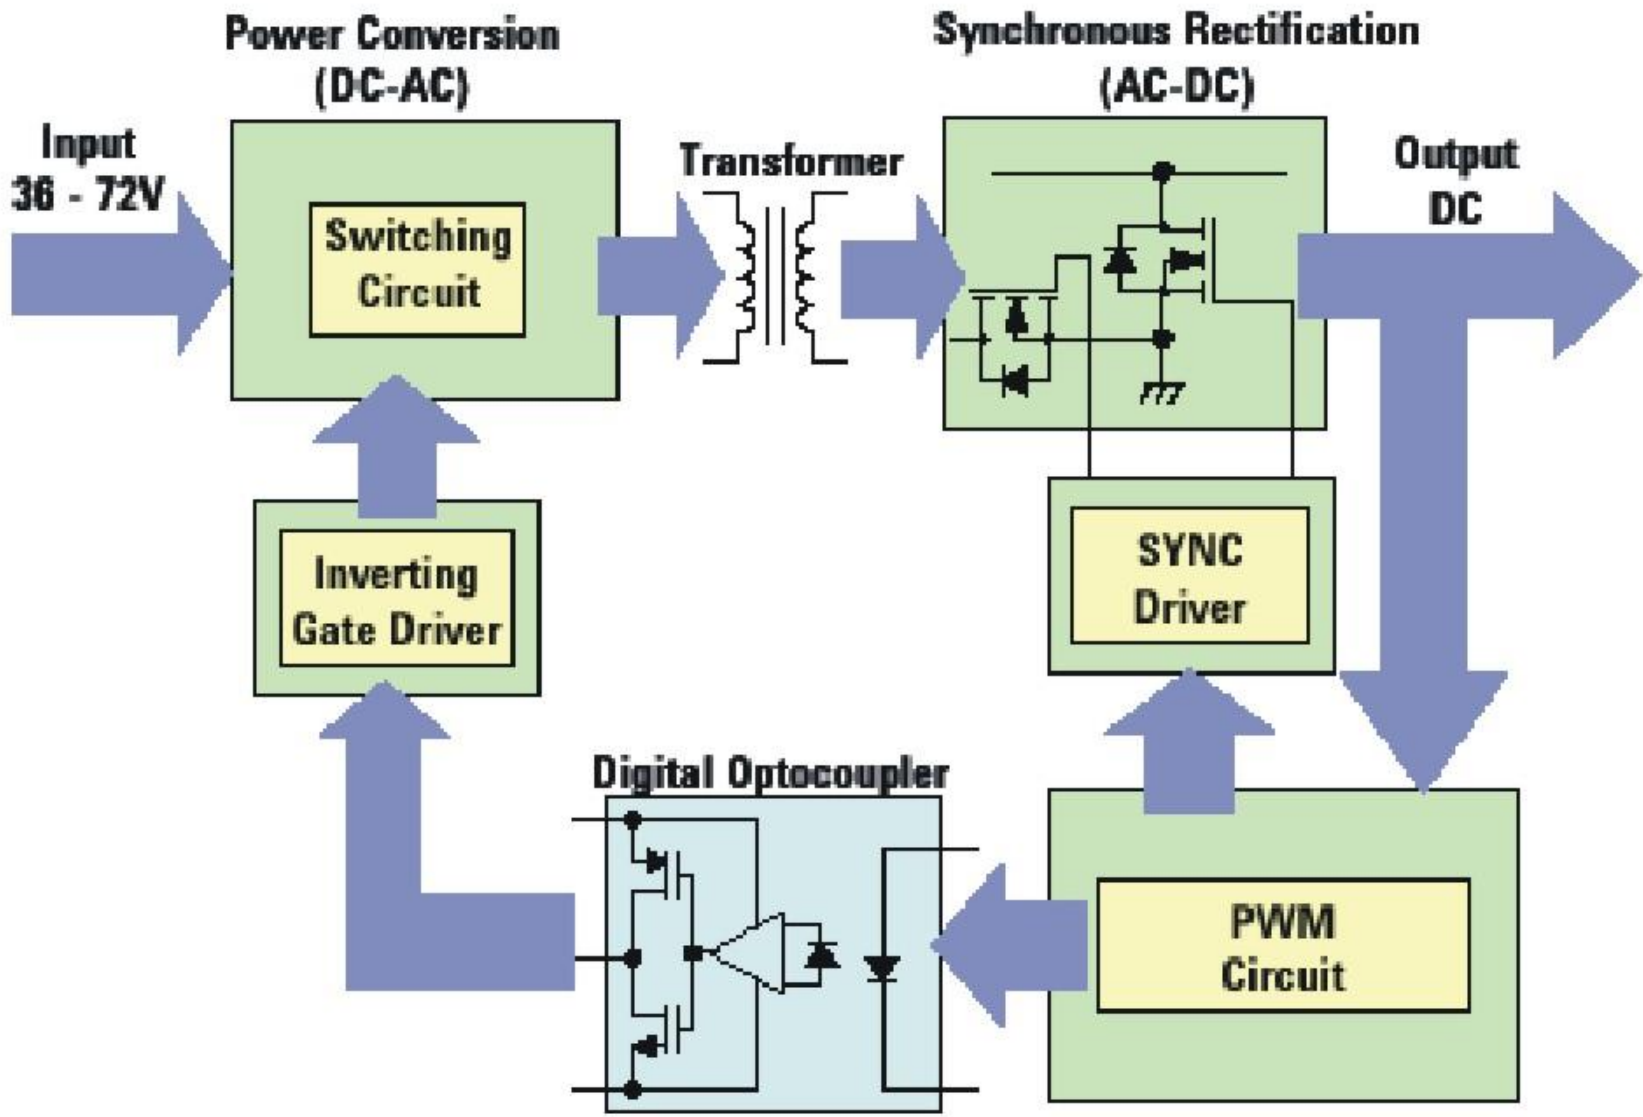 Power Conversion
(DC-AC)
Synchronous Rectification
(AC-DC)
Input
36 - 72V
Transformer
Output
DC
Switching
Circuit
Inverting
Gate Driver
SYNC
Driver
Digital Optocoupler
PWM
Circuit